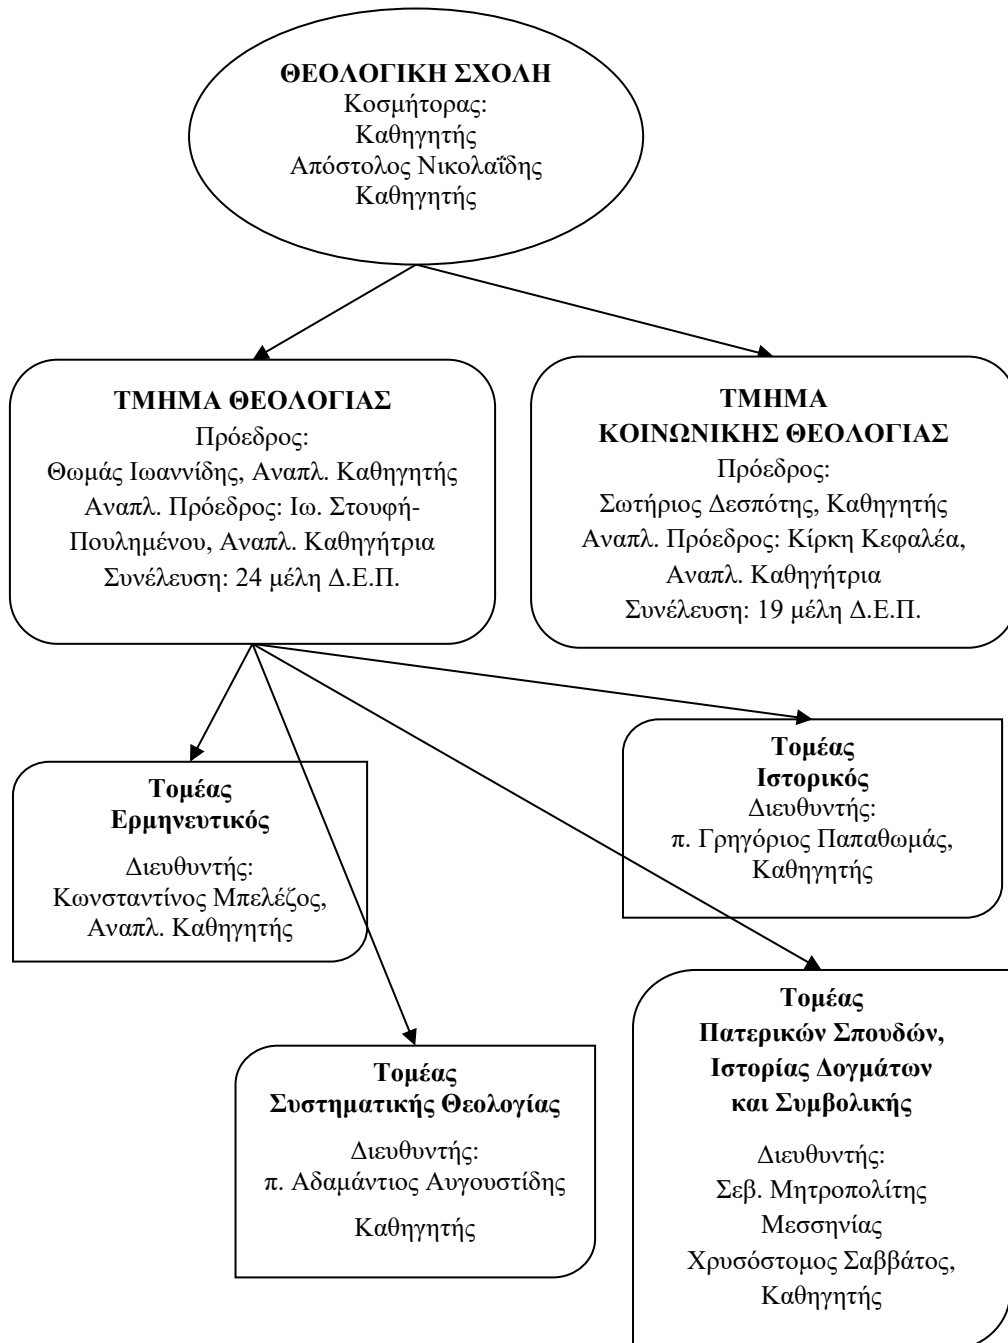 ΘΕΟΛΟΓΙΚΗ ΣΧΟΛΗ
Κοσμήτορας:
Καθηγητής
Απόστολος Νικολαΐδης
Καθηγητής
ΤΜΗΜΑ ΘΕΟΛΟΓΙΑΣ
Πρόεδρος:
Θωμάς Ιωαννίδης, Αναπλ. Καθηγητής
Αναπλ. Πρόεδρος: Ιω. Στουφή-
Πουλημένου, Αναπλ. Καθηγήτρια
Συνέλευση: 24 μέλη Δ.Ε.Π.
ΤΜΗΜΑ
ΚΟΙΝΩΝΙΚΗΣ ΘΕΟΛΟΓΙΑΣ
Πρόεδρος:
Σωτήριος Δεσπότης, Καθηγητής
Αναπλ. Πρόεδρος: Κίρκη Κεφαλέα,
Αναπλ. Καθηγήτρια
Συνέλευση: 19 μέλη Δ.Ε.Π.
Τομέας
Ερμηνευτικός
Διευθυντής:
Κωνσταντίνος Μπελέζος,
Αναπλ. Καθηγητής
Τομέας
Ιστορικός
Διευθυντής:
π. Γρηγόριος Παπαθωμάς,
Καθηγητής
Τομέας
Συστηματικής Θεολογίας
Διευθυντής:
π. Αδαμάντιος Αυγουστίδης
Καθηγητής
Τομέας
Πατερικών Σπουδών,
Ιστορίας Δογμάτων
και Συμβολικής
Διευθυντής:
Σεβ. Μητροπολίτης
Μεσσηνίας
Χρυσόστομος Σαββάτος,
Καθηγητής